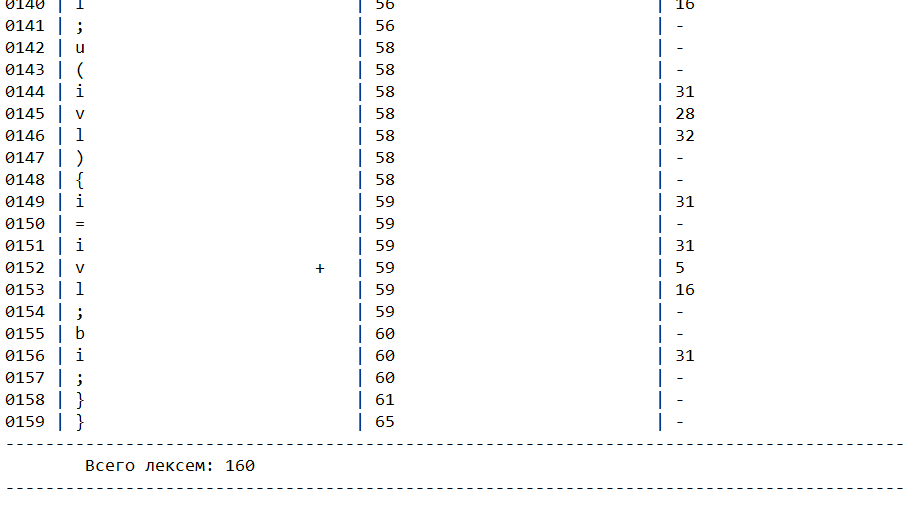 0140 | l | 56 | 16
0141 | ; | 56 | -
0142 | u | 58 | -
0143 | ( | 58 | -
0144 | i | 58 | 31
0145 | v | 58 | 28
0146 | l | 58 | 32
0147 | ) | 58 | -
0148 | { | 58 | -
0149 | i | 59 | 31
0150 | = | 59 | -
0151 | i | 59 | 31
0152 | v + | 59 | 5
0153 | l | 59 | 16
0154 | ; | 59 | -
0155 | b | 60 | -
0156 | i | 60 | 31
0157 | ; | 60 | -
0158 | } | 61 | -
0159 | } | 65 | -
------------------------------------------------------------------------------------------
Всего лексем: 160
------------------------------------------------------------------------------------------